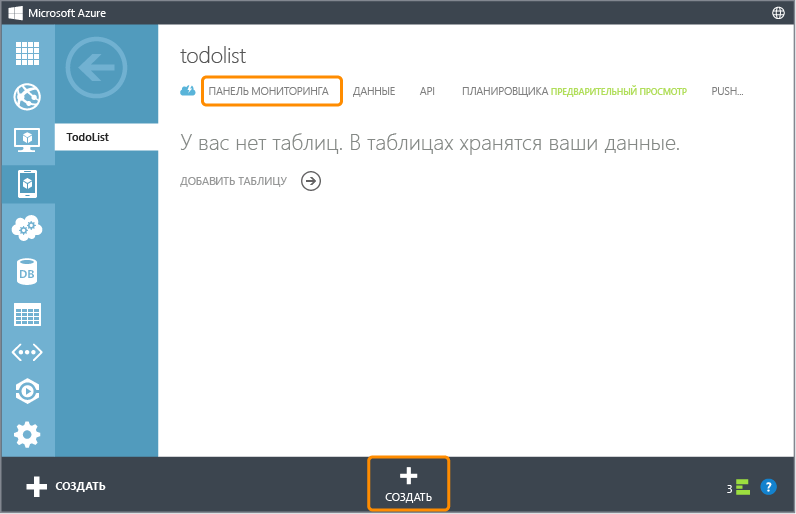 Microsoft Azure
todolist
ПАНЕЛЬ МОНИТОРИНГА ДАННЫЕ API ПЛАНИРОВЩИКА ПРЕДВАРИТЕЛЬНЫЙ ПРОСМОТР PUSH...
TodoList
У вас нет таблиц. В таблицах хранятся ваши данные.
ДОБАВИТЬ ТАБЛИЦУ
DB
СОЗДАТЬ
СОЗДАТЬ
3 ?